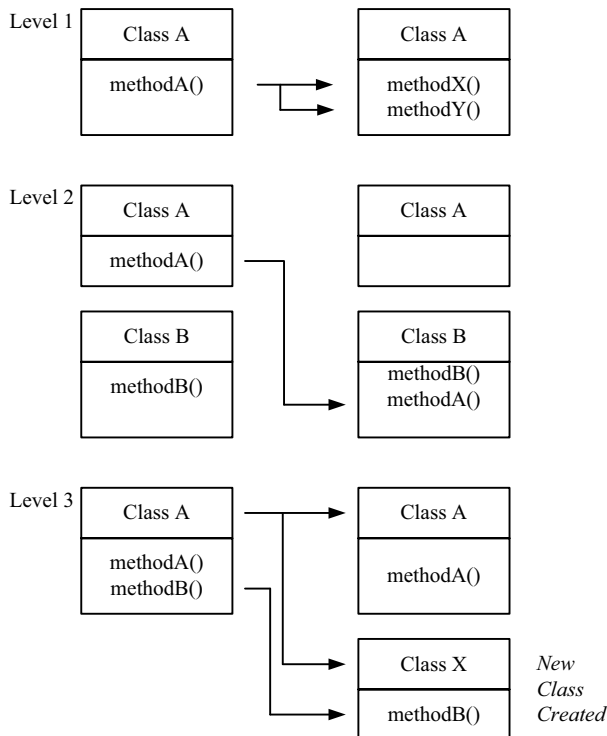 Level 1
Class A
methodA()
Class A
methodX()
methodY()
Level 2
Class A
methodA()
Class A
Class B
methodB()
Class B
methodB()
methodA()
Level 3
Class A
methodA()
methodB()
Class A
methodA()
Class X
methodB()
New
Class
Created